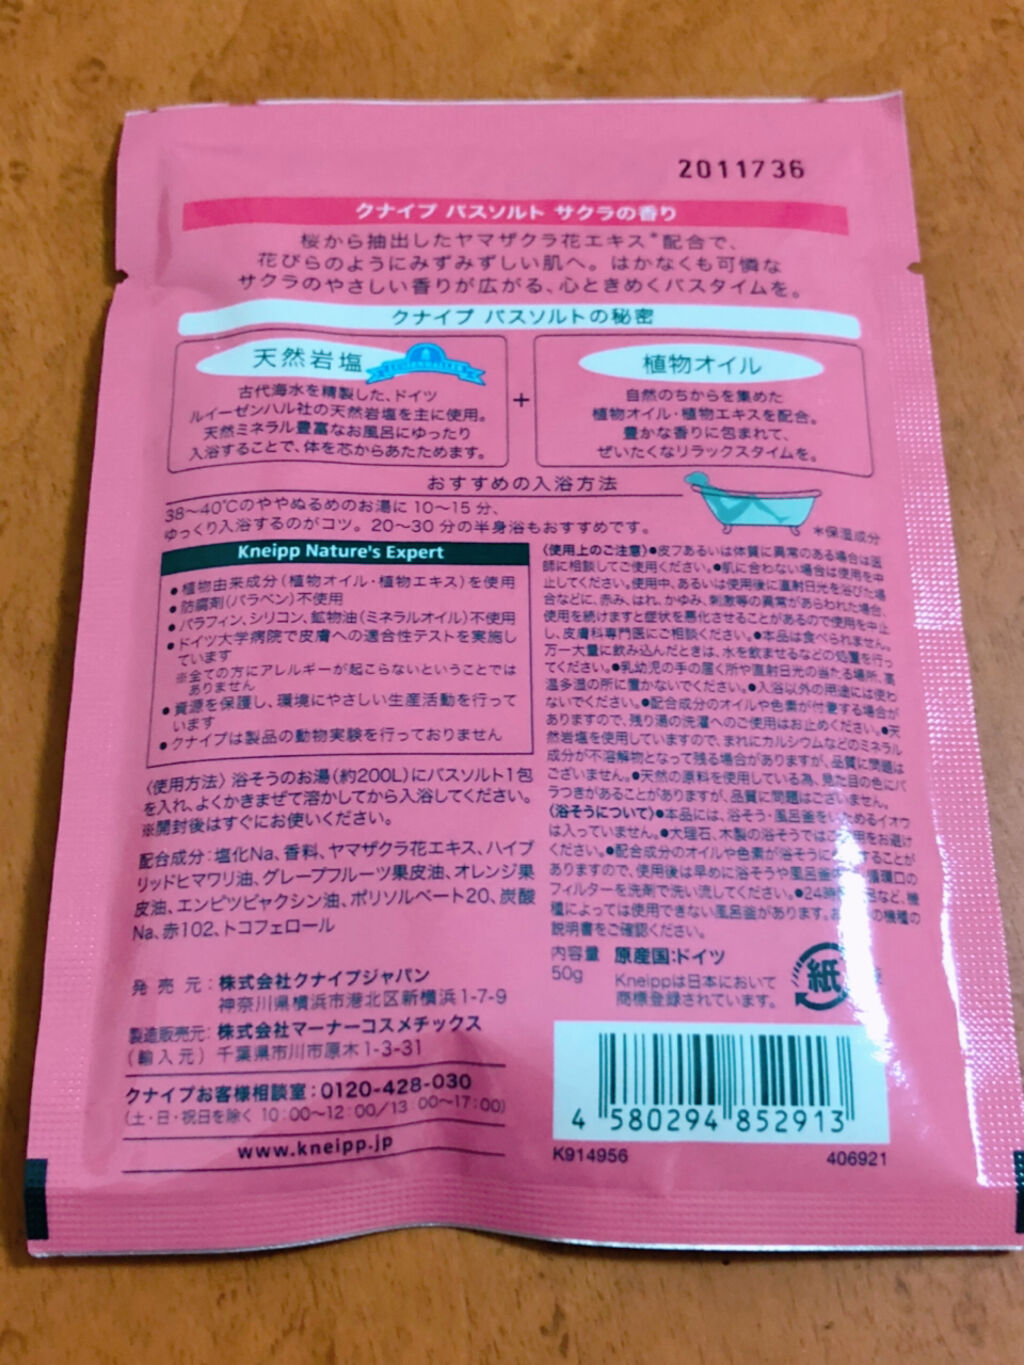 2011736
クナイプ バスソルト サクラの香り
桜から抽出したヤマザクラ花エキス*配合で、
花びらのようにみずみずしい肌へ。はかなくも可憐な
サクラのやさしい香りが広がる、心ときめくバスタイムを。
クナイプ バスソルトの秘密
天然岩塩
古代海水を精製した、ドイツ
ルイーゼンハル社の天然岩塩を主に使用。
天然ミネラル豊富なお風呂にゆったり
入浴することで、体を芯からあたためます。
+
植物オイル
自然のちからを集めた
植物オイル・植物エキスを配合。
豊かな香りに包まれて、
ぜいたくなリラックスタイムを。
おすすめの入浴方法
38〜40℃のややぬるめのお湯に 10〜15 分、
ゆっくり入浴するのがコツ。20〜30 分の半身浴もおすすめです。
*保湿成分
Kneipp Nature's Expert
●植物由来成分(植物オイル・植物エキス)を使用
●防腐剤(パラベン)不使用
●パラフィン、シリコン、鉱物油(ミネラルオイル)不使用
●ドイツ大学病院で皮膚への適合性テストを実施し
ています
※全ての方にアレルギーが起こらないということでは
ありません
●資源を保護し、環境にやさしい生産活動を行って
います
●クナイプは製品の動物実験を行っておりません
〈使用方法〉浴そうのお湯(約200L)にバスソルト1包
を入れ、よくかきまぜて溶かしてから入浴してください。
※開封後はすぐにお使いください。
配合成分:塩化Na、香料、ヤマザクラ花エキス、ハイブ
リッドヒマワリ油、グレープフルーツ果皮油、オレンジ果
皮油、エンピツビャクシン油、ポリソルベート20、炭酸
Na、赤102、トコフェロール
発売元:株式会社クナイプジャパン
神奈川県横浜市港北区新横浜1-7-9
製造販売元:株式会社マーナーコスメチックス
(輸入元) 千葉県市川市原木1-3-31
クナイプお客様相談室:0120-428-030
(土・日・祝日を除く 10:00〜12:00/13:00〜17:00)
www.kneipp.jp
〈使用上のご注意〉●皮フあるいは体質に異常のある場合は医
師に相談してご使用ください。●肌に合わない場合は使用を中
止してください。使用中、あるいは使用後に直射日光を浴びた場
合などに、赤み、はれ、かゆみ、刺激等の異常があらわれた場合、
使用を続けますと症状を悪化させることがあるので使用を中止
し、皮膚科専門医にご相談ください。●本品は食べられません。
万一大量に飲み込んだときは、水を飲ませるなどの処置を行っ
てください。●乳幼児の手の届く所や直射日光の当たる場所、高
温多湿の所に置かないでください。●入浴以外の用途には使わ
ないでください。●配合成分のオイルや色素が付着する場合が
ありますので、残り湯の洗濯へのご使用はお止めください。●天
然岩塩を使用していますので、まれにカルシウムなどのミネラル
成分が不溶解物となって残る場合がありますが、品質に問題は
ございません。●天然の原料を使用している為、見た目の色にバ
ラつきがあることがありますが、品質に問題はございません。
〈浴そうについて〉●本品には、浴そう・風呂釜をいためるイオウ
は入っていません。●大理石、木製の浴そうではご使用をお避け
ください。●配合成分のオイルや色素が浴そうに することが
ありますので、使用後は早めに浴そうや風呂釜 循環口の
フィルターを洗剤で洗い流してください。●24時 呂など、機
種によっては使用できない風呂釜があります。お の機種の
説明書をご確認ください。
内容量 原産国:ドイツ
50g Kneippは日本において
商標登録されています。
紙
4 580294 852913
K914956 406921